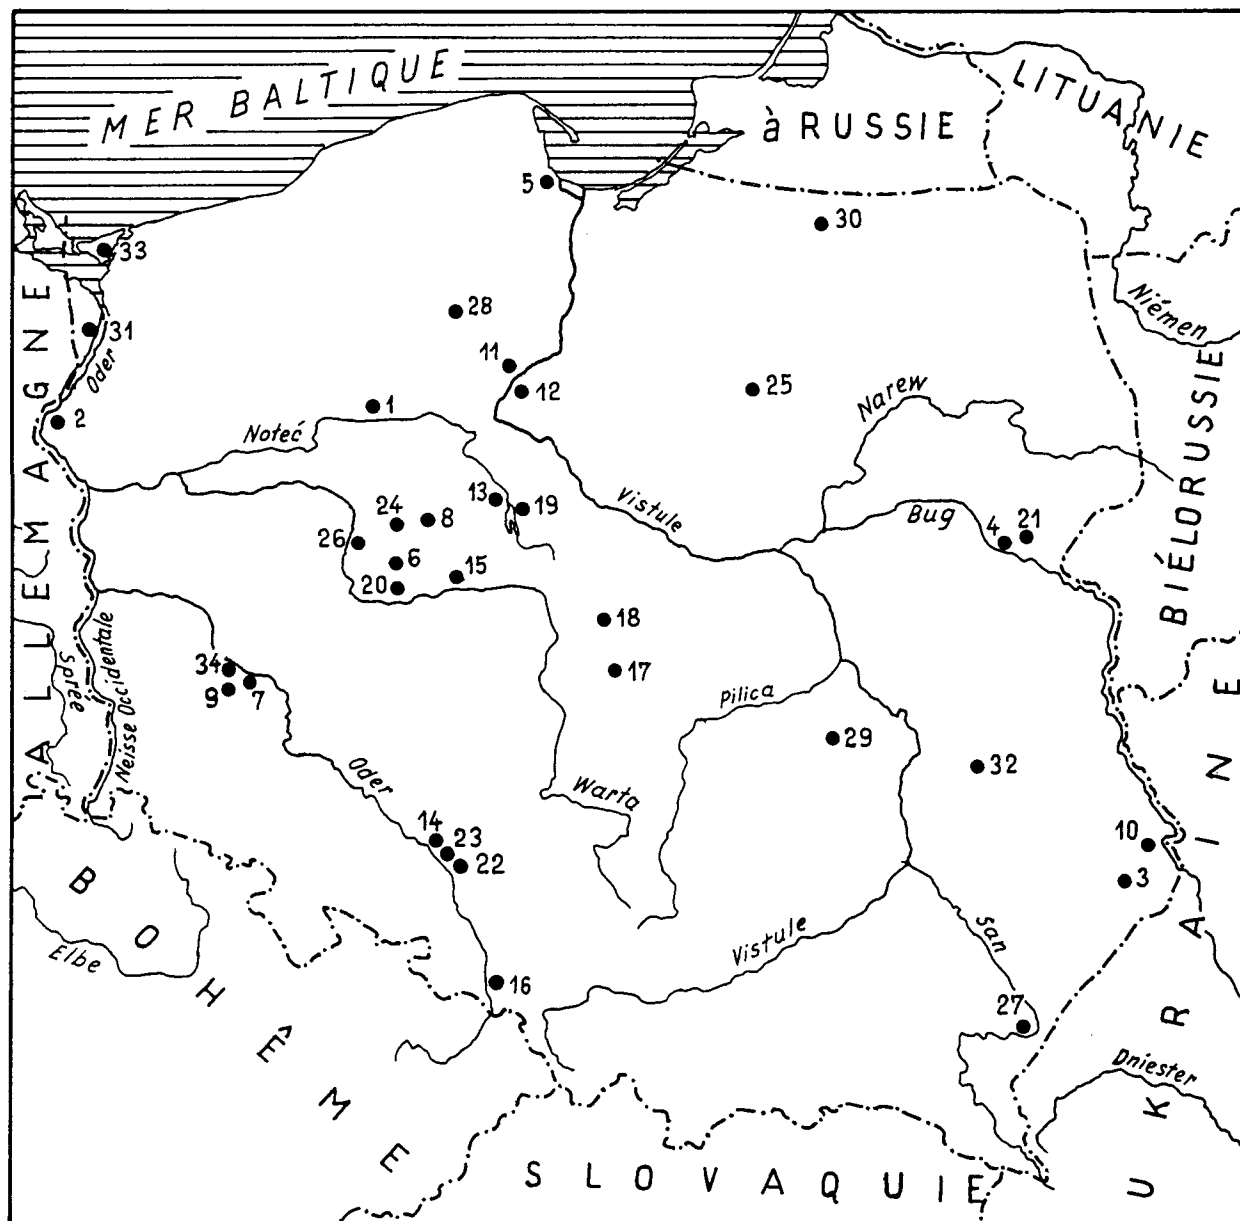 MER BALTIQUE
LITUANIE
à RUSSIE
5
30
33
ALLEMAGNE
28
Niémen
31
Oder
11
12
25
Narew
BIÉLORUSSIE
2
1
Noteć
13
19
Vistule
24
8
Bug
4
21
26
6
15
20
18
Neisse Occidentale
Sprée
34
9
7
17
Pilica
29
32
Oder
Warta
14
23
22
10
3
UKRAINE
BOHÊME
Elbe
Vistule
San
16
27
Dniester
SLOVAQUIE